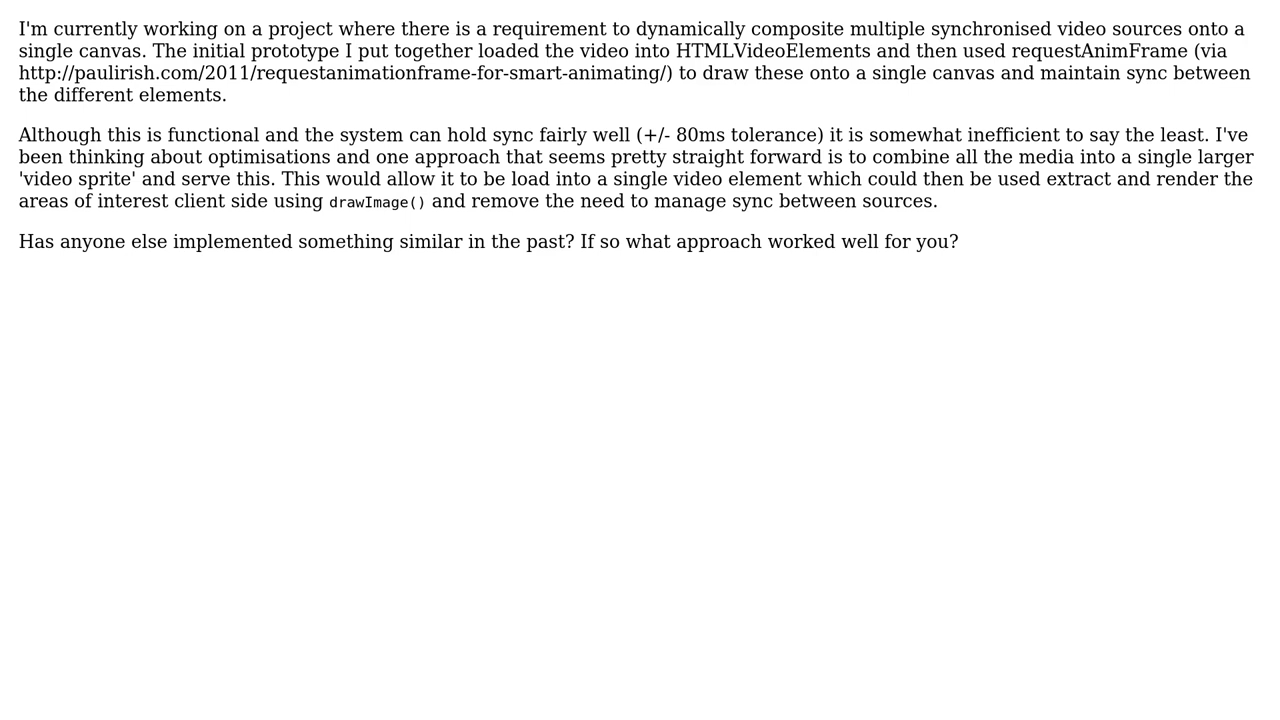 I'm currently working on a project where there is a requirement to dynamically composite multiple synchronised video sources onto a
single canvas. The initial prototype I put together loaded the video into HTMLVideoElements and then used requestAnimFrame (via
http://paulirish.com/2011/requestanimationframe-for-smart-animating/) to draw these onto a single canvas and maintain sync between
the different elements.
Although this is functional and the system can hold sync fairly well (+/- 80ms tolerance) it is somewhat inefficient to say the least. I've
been thinking about optimisations and one approach that seems pretty straight forward is to combine all the media into a single larger
'video sprite' and serve this. This would allow it to be load into a single video element which could then be used extract and render the
areas of interest client side using drawImage() and remove the need to manage sync between sources.
Has anyone else implemented something similar in the past? If so what approach worked well for you?